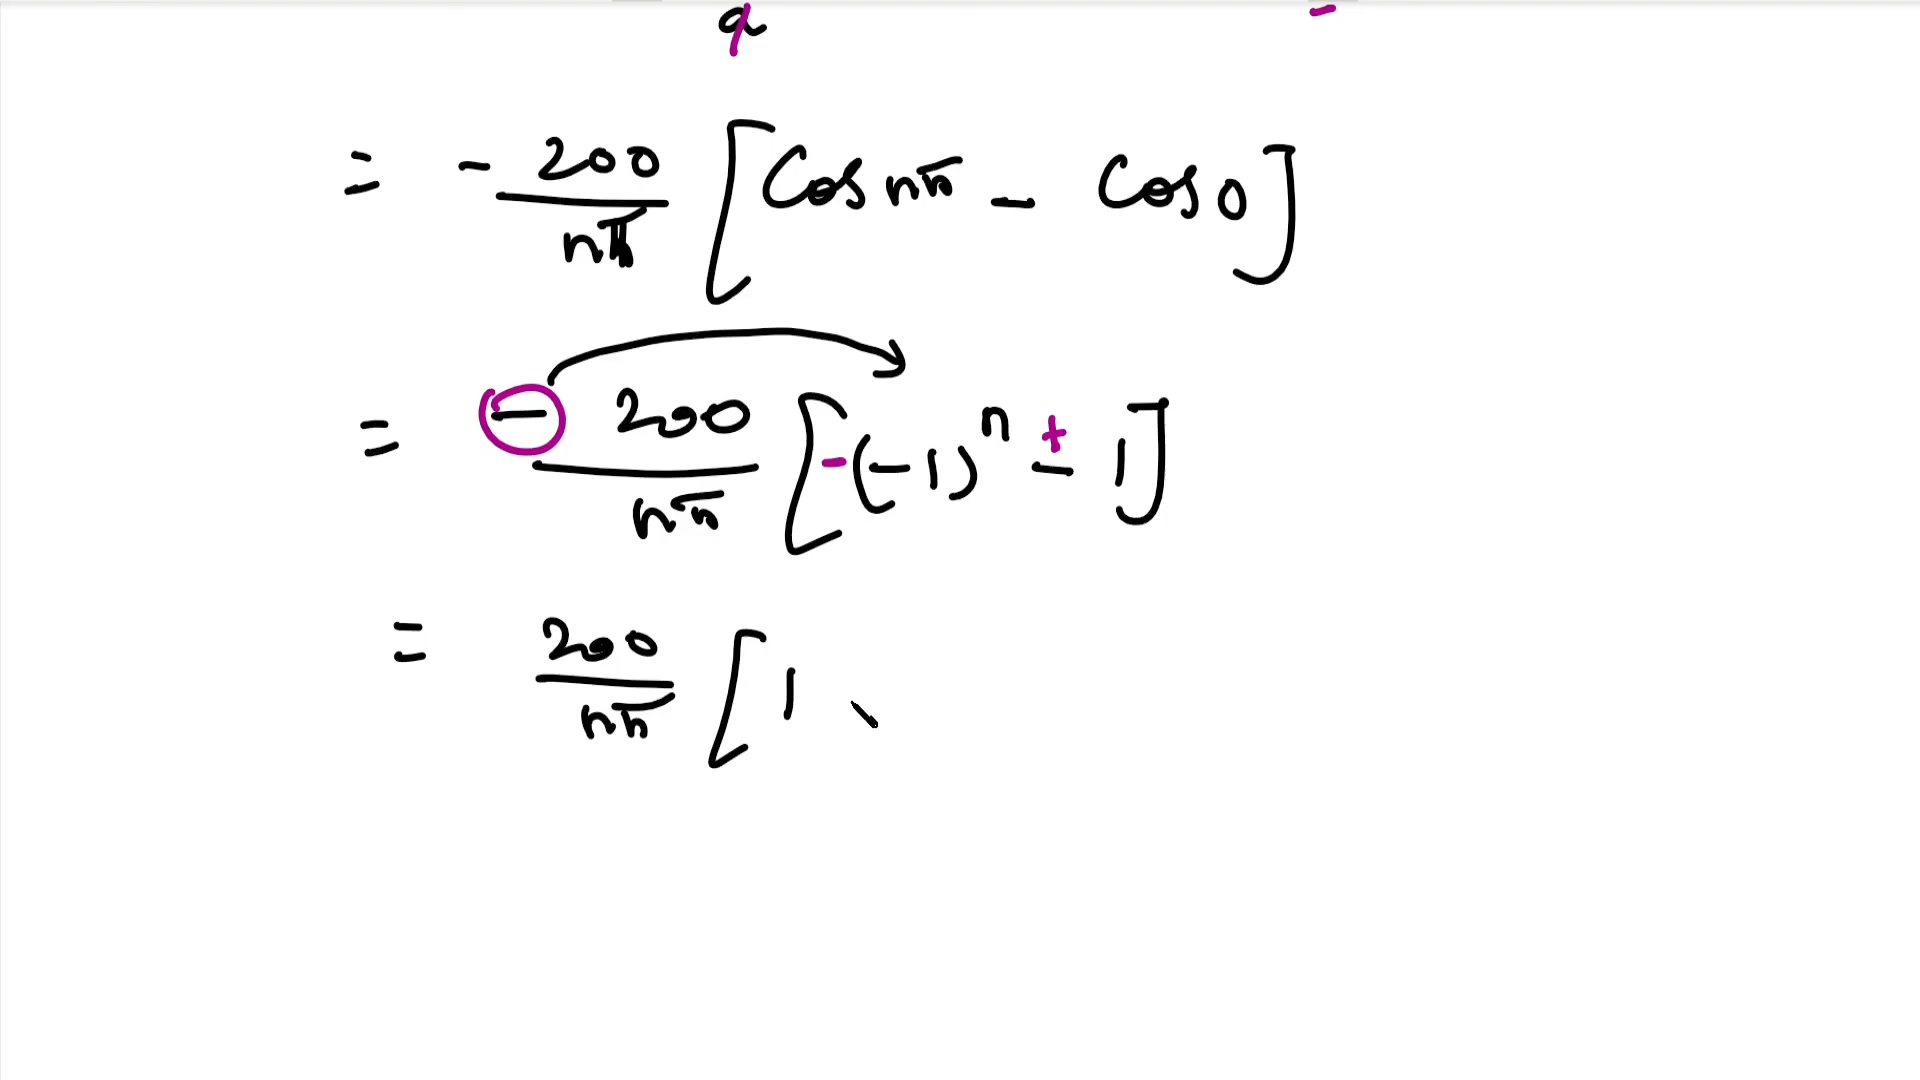 a
-
= - 200/nπ [Cos nπ - Cos 0]
= - 200/nπ [-(-1)^n ± 1]
= 200/nπ [1